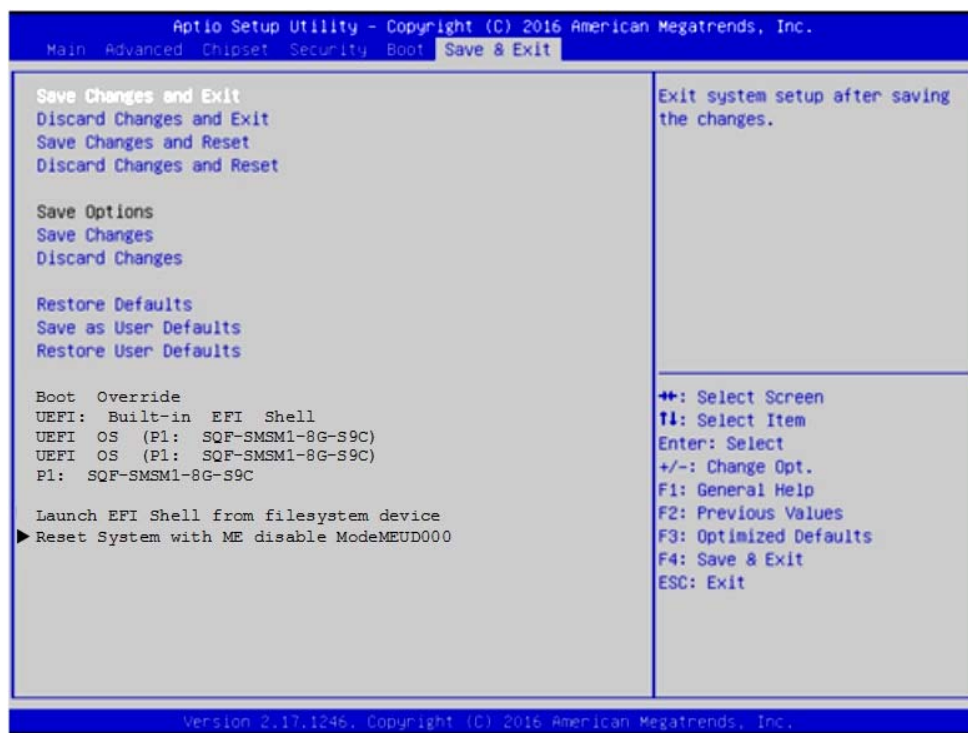 Aptio Setup Utility - Copyright (C) 2016 American Megatrends, Inc.
Main Advanced Chipset Security Boot Save & Exit
Save Changes and Exit
Discard Changes and Exit
Save Changes and Reset
Discard Changes and Reset
Save Options
Save Changes
Discard Changes
Restore Defaults
Save as User Defaults
Restore User Defaults
Boot Override
UEFI: Built-in EFI Shell
UEFI OS (P1: SQF-SMSM1-8G-S9C)
UEFI OS (P1: SQF-SMSM1-8G-S9C)
P1: SQF-SMSM1-8G-S9C
Launch EFI Shell from filesystem device
▶ Reset System with ME disable ModeMEUD000
Exit system setup after saving
the changes.
→←: Select Screen
↑↓: Select Item
Enter: Select
+/-: Change Opt.
F1: General Help
F2: Previous Values
F3: Optimized Defaults
F4: Save & Exit
ESC: Exit
Version 2.17.1246. Copyright (C) 2016 American Megatrends, Inc.